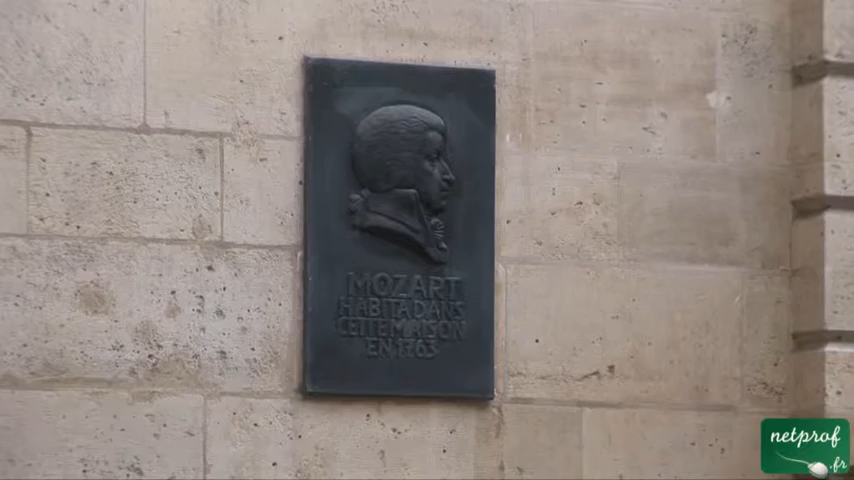 MOZART
HABITA DANS
CETTE MAISON
EN 1763
netprof
.fr